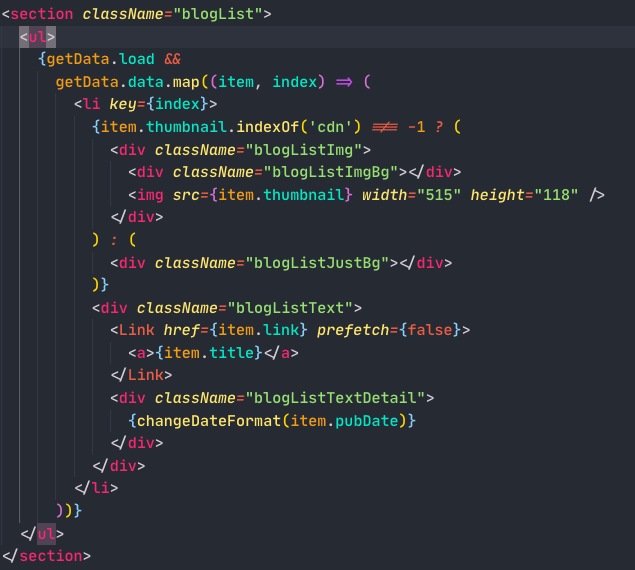 <section className="blogList">
<ul>
{getData.load &&
getData.data.map((item, index) => (
<li key={index}>
{item.thumbnail.indexOf('cdn') !== -1 ? (
<div className="blogListImg">
<div className="blogListImgBg"></div>
<img src={item.thumbnail} width="515" height="118" />
</div>
) : (
<div className="blogListJustBg"></div>
)}
<div className="blogListText">
<Link href={item.link} prefetch={false}>
<a>{item.title}</a>
</Link>
<div className="blogListTextDetail">
{changeDateFormat(item.pubDate)}
</div>
</div>
</li>
))}
</ul>
</section>